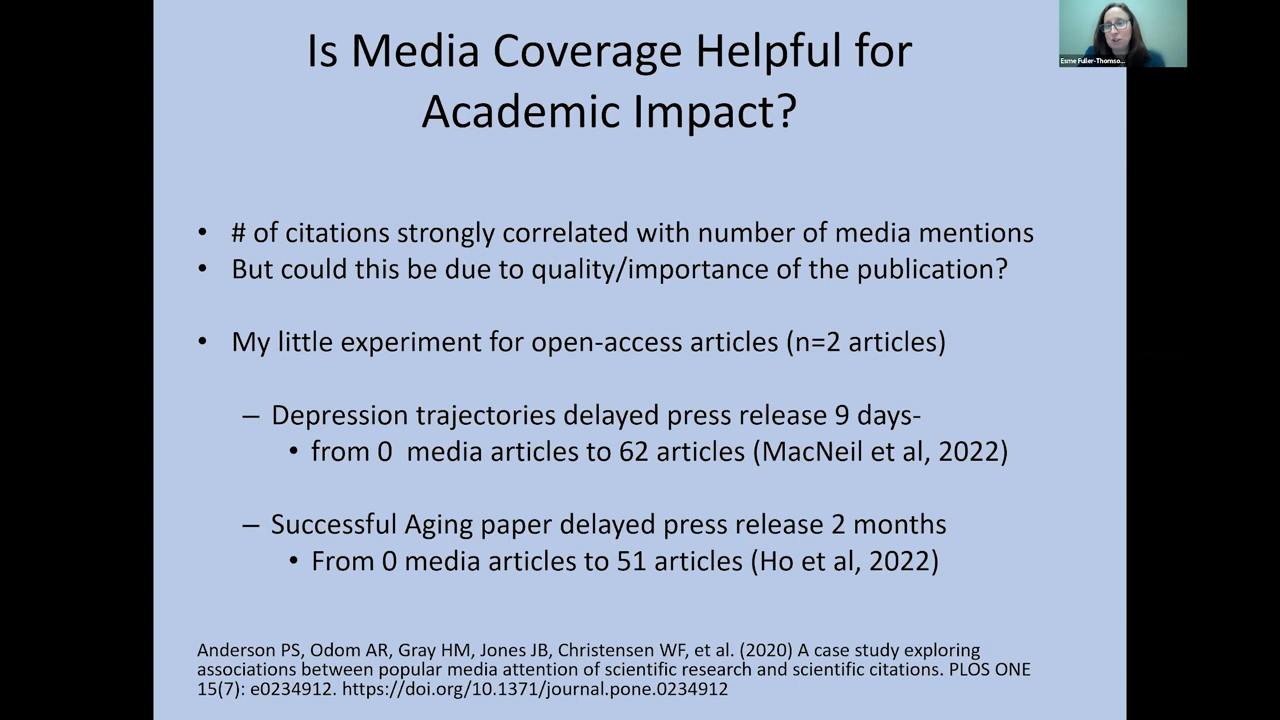 Is Media Coverage Helpful for
Academic Impact?
Esme Fuller-Thomso...
• # of citations strongly correlated with number of media mentions
• But could this be due to quality/importance of the publication?
• My little experiment for open-access articles (n=2 articles)
– Depression trajectories delayed press release 9 days-
• from 0  media articles to 62 articles (MacNeil et al, 2022)
– Successful Aging paper delayed press release 2 months
• From 0 media articles to 51 articles (Ho et al, 2022)
Anderson PS, Odom AR, Gray HM, Jones JB, Christensen WF, et al. (2020) A case study exploring
associations between popular media attention of scientific research and scientific citations. PLOS ONE
15(7): e0234912. https://doi.org/10.1371/journal.pone.0234912